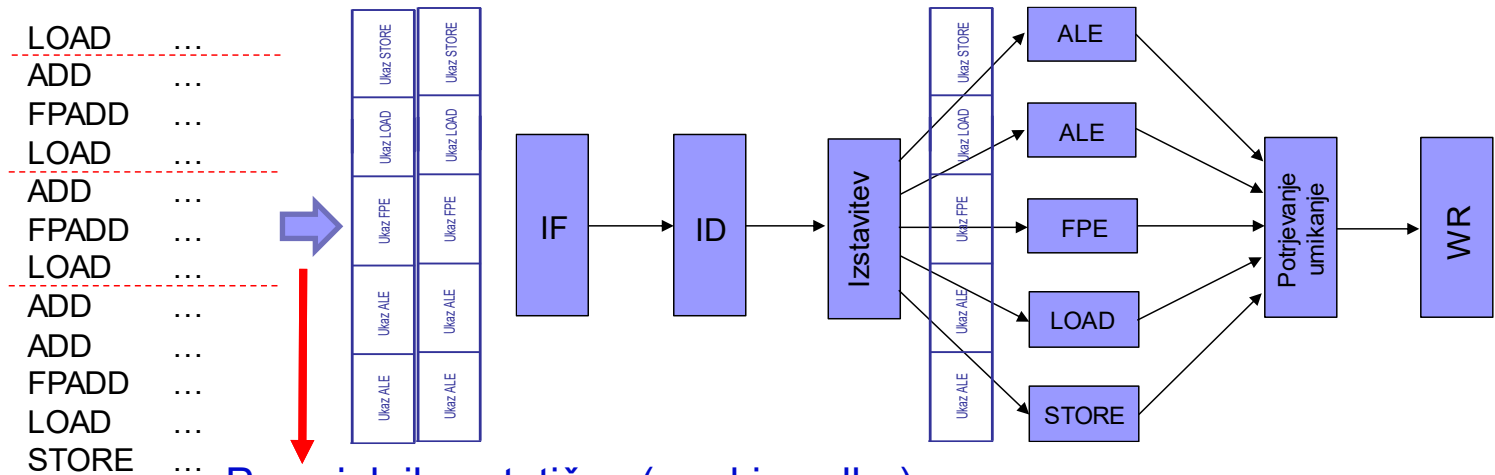 LOAD …
ADD …
FPADD …
LOAD …
ADD …
FPADD …
LOAD …
ADD …
ADD …
FPADD …
LOAD …
STORE …
Ukaz STORE
Ukaz LOAD
Ukaz FPE
Ukaz ALE
Ukaz ALE
Ukaz STORE
Ukaz LOAD
Ukaz FPE
Ukaz ALE
Ukaz ALE
IF
ID
Izstavitev
Ukaz STORE
Ukaz LOAD
Ukaz FPE
Ukaz ALE
Ukaz ALE
ALE
ALE
FPE
LOAD
STORE
Potrjevanje
umikanje
WR